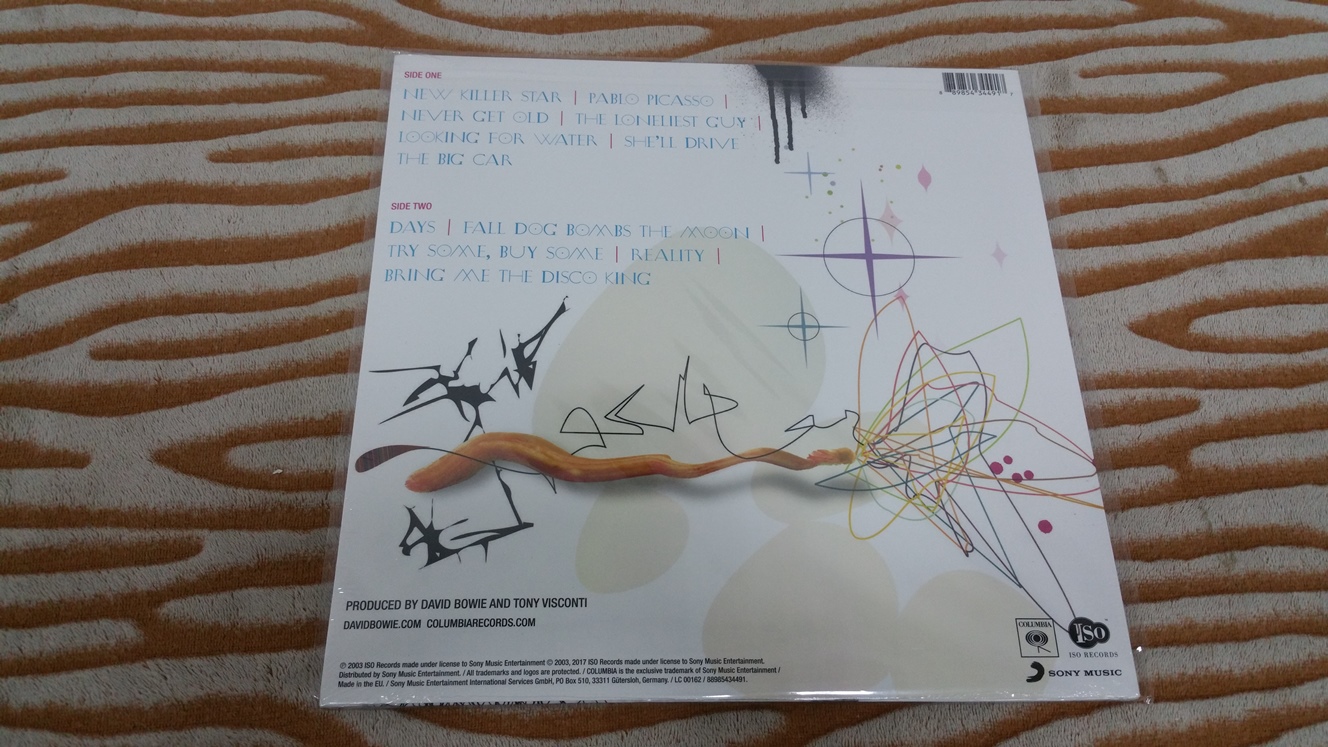 SIDE ONE
NEW KILLER STAR | PABLO PICASSO |
NEVER GET OLD | THE LONELIEST GUY |
LOOKING FOR WATER | SHE'LL DRIVE
THE BIG CAR
SIDE TWO
DAYS | FALL DOG BOMBS THE MOON |
TRY SOME, BUY SOME | REALITY |
BRING ME THE DISCO KING
PRODUCED BY DAVID BOWIE AND TONY VISCONTI
DAVIDBOWIE.COM COLUMBIARECORDS.COM
℗ 2003 ISO Records made under license to Sony Music Entertainment © 2003, 2017 ISO Records made under license to Sony Music Entertainment.
Distributed by Sony Music Entertainment. / All trademarks and logos are protected. / COLUMBIA is the exclusive trademark of Sony Music Entertainment /
Made in the EU. / Sony Music Entertainment International Services GmbH, PO Box 510, 33311 Gütersloh, Germany. / LC 00162 / 88985434491.
COLUMBIA
ISO
ISO RECORDS
SONY MUSIC